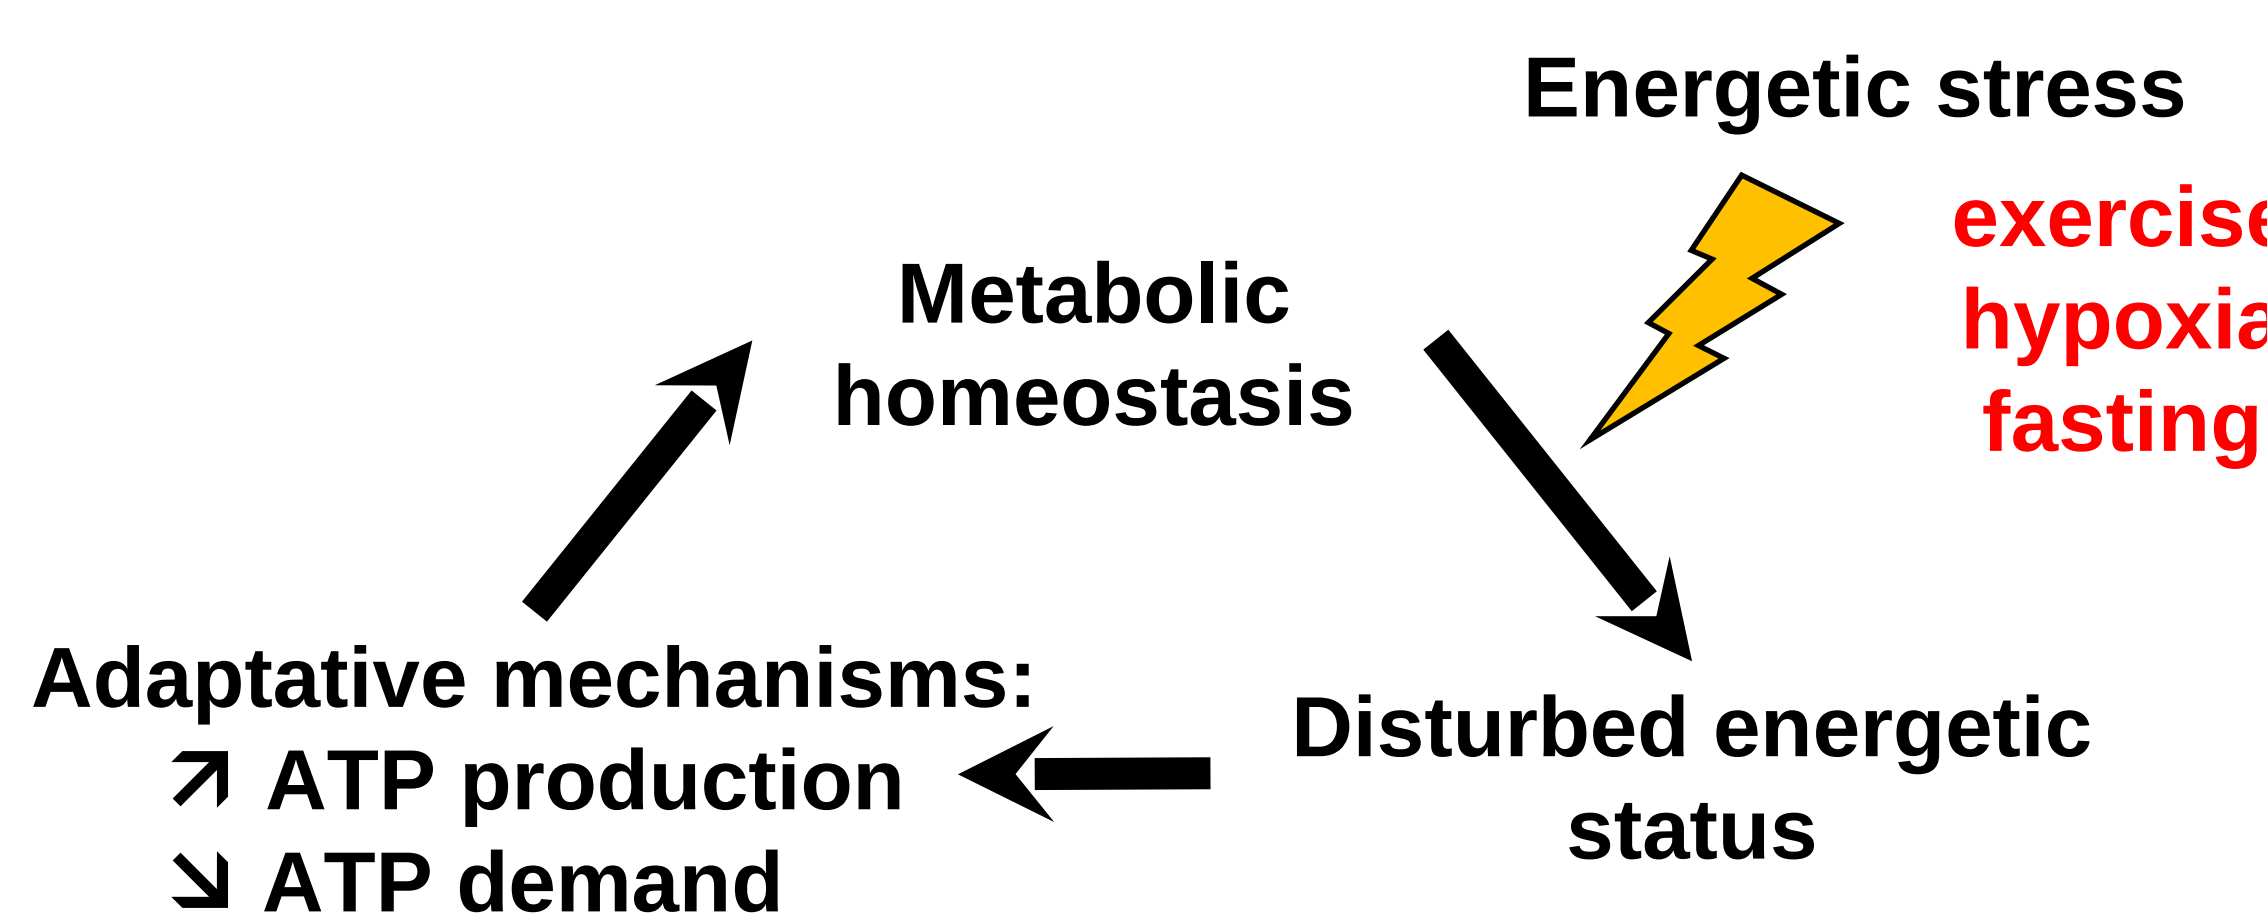 Energetic stress
exercise
hypoxia
fasting
Metabolic
homeostasis
Adaptative mechanisms:
↗ ATP production
↘ ATP demand
Disturbed energetic
status